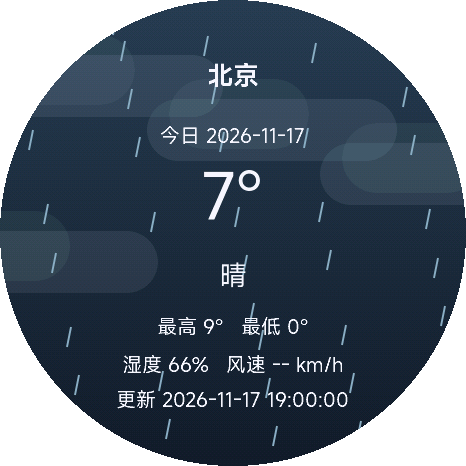 北京
今日 2026-11-17
7°
晴
最高 9° 最低 0°
湿度 66% 风速 -- km/h
更新 2026-11-17 19:00:00